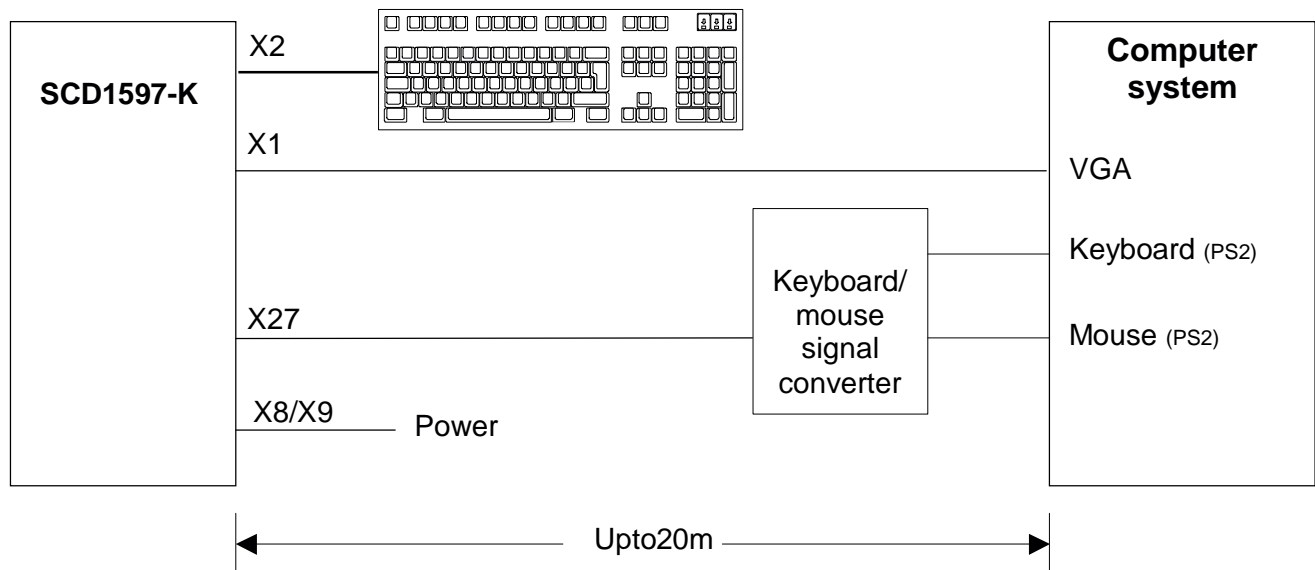 X2
SCD1597-K
Computer
system
X1
VGA
Keyboard (PS2)
Keyboard/
mouse
signal
converter
X27
Mouse (PS2)
X8/X9
Power
Upto20m